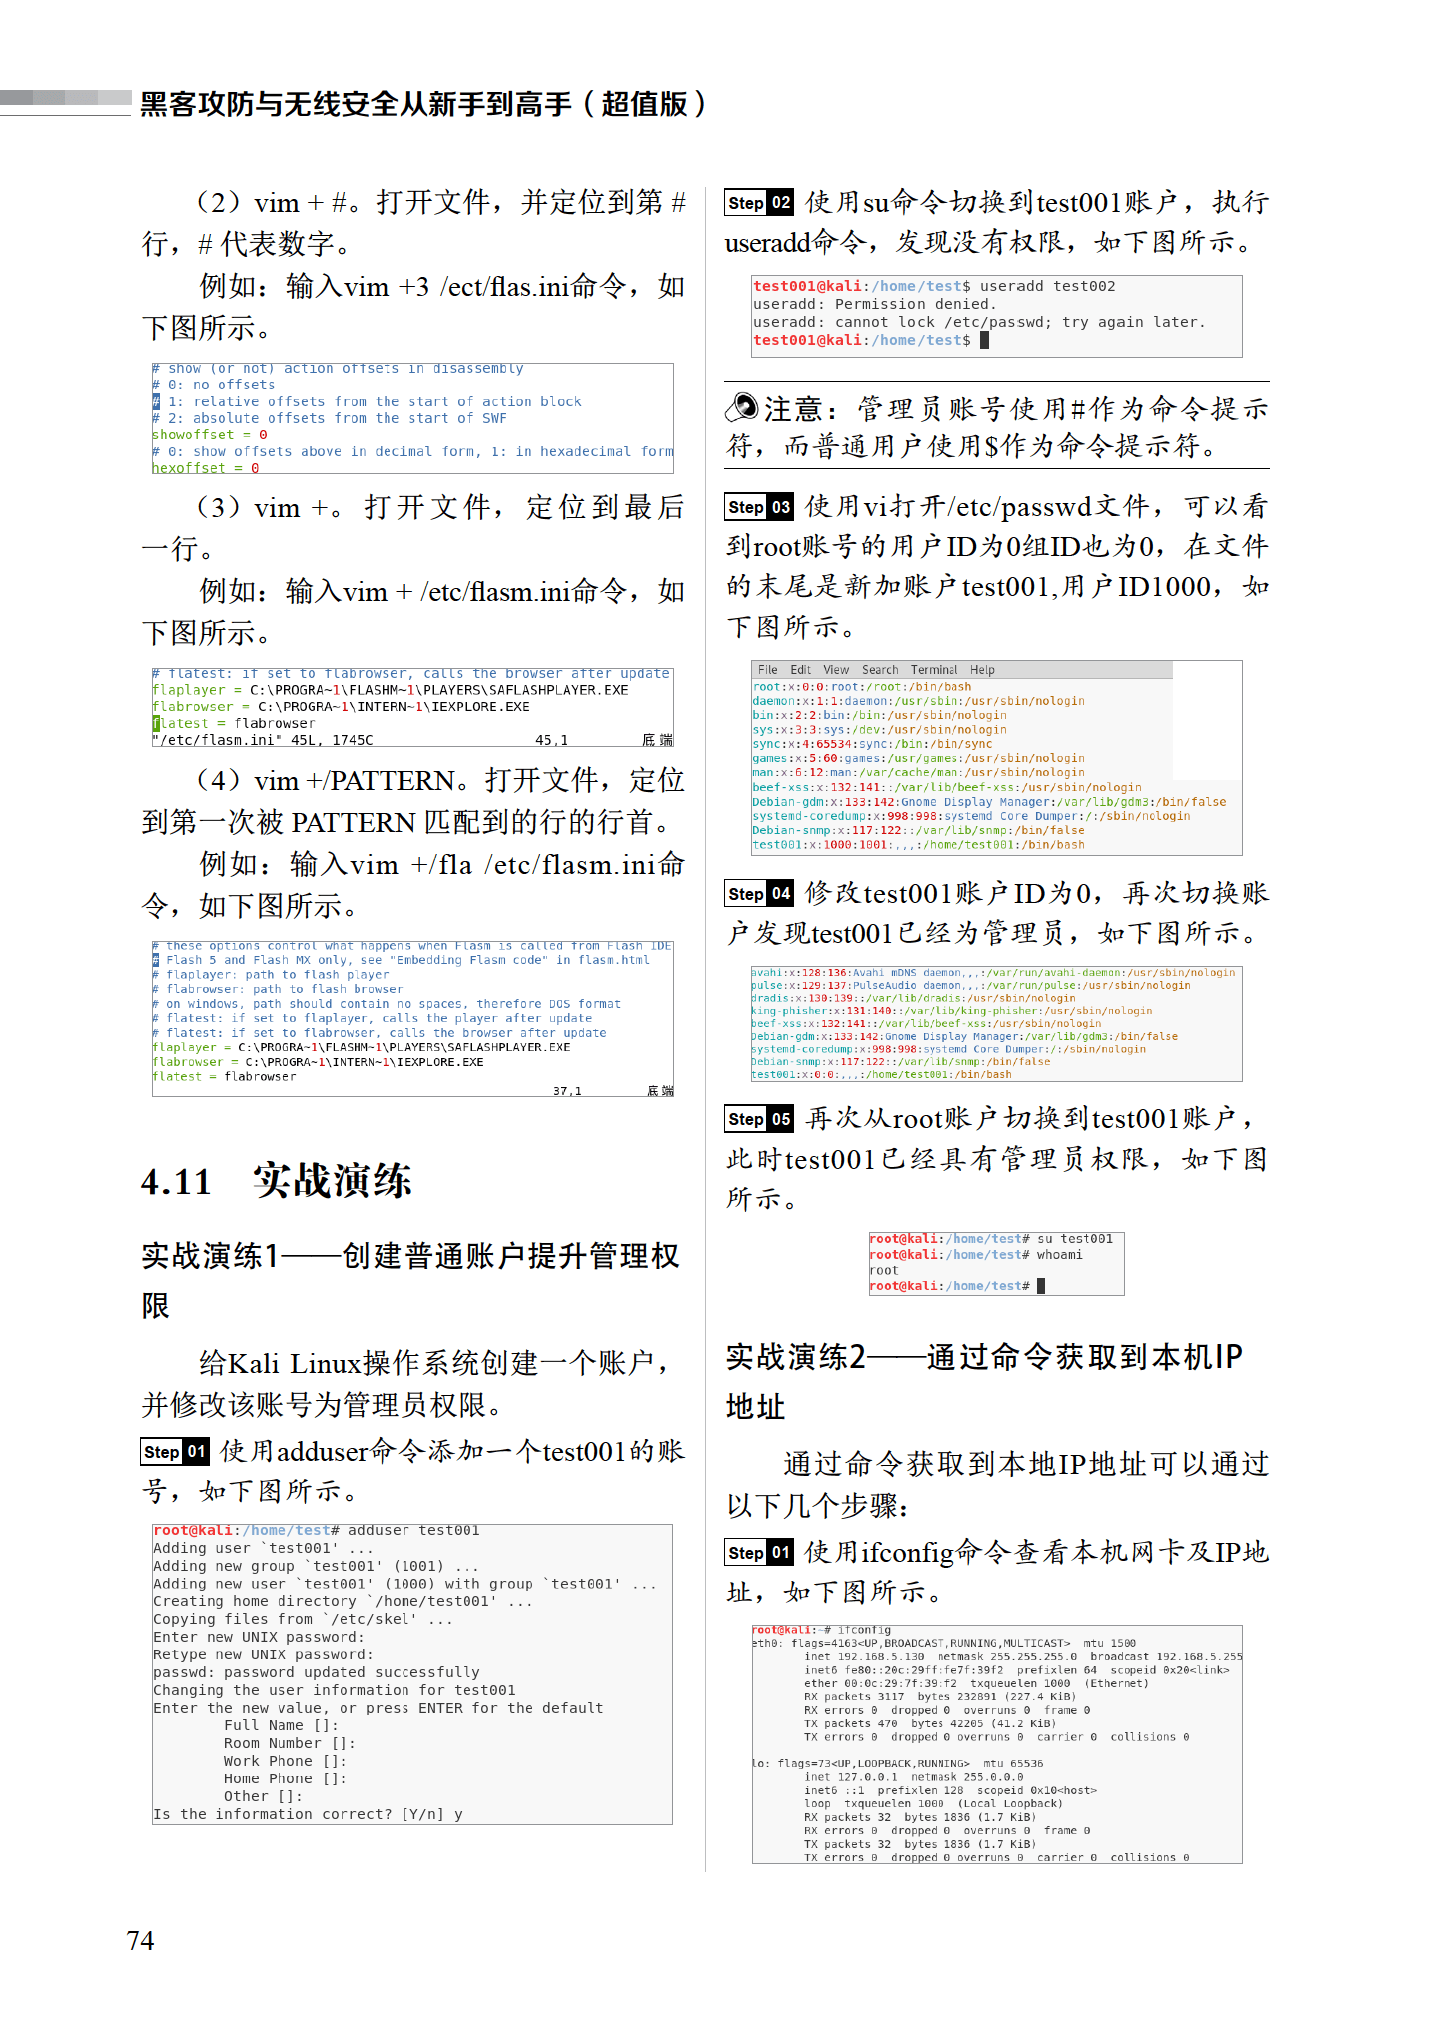 黑客攻防与无线安全从新手到高手（超值版）
（2）vim + #。打开文件，并定位到第 #
行，# 代表数字。
例如：输入vim +3 /ect/flas.ini命令，如
下图所示。
# show (or not) action offsets in disassembly
# 0: no offsets
# 1: relative offsets from the start of action block
# 2: absolute offsets from the start of SWF
showoffset = 0
# 0: show offsets above in decimal form, 1: in hexadecimal form
hexoffset = 0
（3）vim +。打开文件，定位到最后
一行。
例如：输入vim + /etc/flasm.ini命令，如
下图所示。
# flatest: if set to flabrowser, calls the browser after update
flaplayer = C:\PROGRA~1\FLASHM~1\PLAYERS\SAFLASHPLAYER.EXE
flabrowser = C:\PROGRA~1\INTERN~1\IEXPLORE.EXE
flatest = flabrowser
"/etc/flasm.ini" 45L, 1745C 45,1 底端
（4）vim +/PATTERN。打开文件，定位
到第一次被 PATTERN 匹配到的行的行首。
例如：输入vim +/fla /etc/flasm.ini命
令，如下图所示。
# these options control what happens when Flasm is called from Flash IDE
# Flash 5 and Flash MX only, see "Embedding Flasm code" in flasm.html
# flaplayer: path to flash player
# flabrowser: path to flash browser
# on windows, path should contain no spaces, therefore DOS format
# flatest: if set to flaplayer, calls the player after update
# flatest: if set to flabrowser, calls the browser after update
flaplayer = C:\PROGRA~1\FLASHM~1\PLAYERS\SAFLASHPLAYER.EXE
flabrowser = C:\PROGRA~1\INTERN~1\IEXPLORE.EXE
flatest = flabrowser
37,1 底端
4.11 实战演练
实战演练1——创建普通账户提升管理权
限
给Kali Linux操作系统创建一个账户，
并修改该账号为管理员权限。
Step 01 使用adduser命令添加一个test001的账
号，如下图所示。
root@kali:/home/test# adduser test001
Adding user `test001' ...
Adding new group `test001' (1001) ...
Adding new user `test001' (1000) with group `test001' ...
Creating home directory `/home/test001' ...
Copying files from `/etc/skel' ...
Enter new UNIX password:
Retype new UNIX password:
passwd: password updated successfully
Changing the user information for test001
Enter the new value, or press ENTER for the default
Full Name []:
Room Number []:
Work Phone []:
Home Phone []:
Other []:
Is the information correct? [Y/n] y
Step 02 使用su命令切换到test001账户，执行
useradd命令，发现没有权限，如下图所示。
test001@kali:/home/test$ useradd test002
useradd: Permission denied.
useradd: cannot lock /etc/passwd; try again later.
test001@kali:/home/test$
注意：管理员账号使用#作为命令提示
符，而普通用户使用$作为命令提示符。
Step 03 使用vi打开/etc/passwd文件，可以看
到root账号的用户ID为0组ID也为0，在文件
的末尾是新加账户test001,用户ID1000，如
下图所示。
File Edit View Search Terminal Help
root:x:0:0:root:/root:/bin/bash
daemon:x:1:1:daemon:/usr/sbin:/usr/sbin/nologin
bin:x:2:2:bin:/bin:/usr/sbin/nologin
sys:x:3:3:sys:/dev:/usr/sbin/nologin
sync:x:4:65534:sync:/bin:/bin/sync
games:x:5:60:games:/usr/games:/usr/sbin/nologin
man:x:6:12:man:/var/cache/man:/usr/sbin/nologin
beef-xss:x:132:141::/var/lib/beef-xss:/usr/sbin/nologin
Debian-gdm:x:133:142:Gnome Display Manager:/var/lib/gdm3:/bin/false
systemd-coredump:x:998:998:systemd Core Dumper:/:/sbin/nologin
Debian-snmp:x:117:122::/var/lib/snmp:/bin/false
test001:x:1000:1001:,,,:/home/test001:/bin/bash
Step 04 修改test001账户ID为0，再次切换账
户发现test001已经为管理员，如下图所示。
avahi:x:128:136:Avahi mDNS daemon,,,:/var/run/avahi-daemon:/usr/sbin/nologin
pulse:x:129:137:PulseAudio daemon,,,:/var/run/pulse:/usr/sbin/nologin
dradis:x:130:139::/var/lib/dradis:/usr/sbin/nologin
king-phisher:x:131:140::/var/lib/king-phisher:/usr/sbin/nologin
beef-xss:x:132:141::/var/lib/beef-xss:/usr/sbin/nologin
Debian-gdm:x:133:142:Gnome Display Manager:/var/lib/gdm3:/bin/false
systemd-coredump:x:998:998:systemd Core Dumper:/:/sbin/nologin
Debian-snmp:x:117:122::/var/lib/snmp:/bin/false
test001:x:0:0:,,,:/home/test001:/bin/bash
Step 05 再次从root账户切换到test001账户，
此时test001已经具有管理员权限，如下图
所示。
root@kali:/home/test# su test001
root@kali:/home/test# whoami
root
root@kali:/home/test#
实战演练2——通过命令获取到本机IP
地址
通过命令获取到本地IP地址可以通过
以下几个步骤：
Step 01 使用ifconfig命令查看本机网卡及IP地
址，如下图所示。
root@kali:~# ifconfig
eth0: flags=4163<UP,BROADCAST,RUNNING,MULTICAST> mtu 1500
inet 192.168.5.130 netmask 255.255.255.0 broadcast 192.168.5.255
inet6 fe80::20c:29ff:fe7f:39f2 prefixlen 64 scopeid 0x20<link>
ether 00:0c:29:7f:39:f2 txqueuelen 1000 (Ethernet)
RX packets 3117 bytes 232891 (227.4 KiB)
RX errors 0 dropped 0 overruns 0 frame 0
TX packets 470 bytes 42205 (41.2 KiB)
TX errors 0 dropped 0 overruns 0 carrier 0 collisions 0
lo: flags=73<UP,LOOPBACK,RUNNING> mtu 65536
inet 127.0.0.1 netmask 255.0.0.0
inet6 ::1 prefixlen 128 scopeid 0x10<host>
loop txqueuelen 1000 (Local Loopback)
RX packets 32 bytes 1836 (1.7 KiB)
RX errors 0 dropped 0 overruns 0 frame 0
TX packets 32 bytes 1836 (1.7 KiB)
TX errors 0 dropped 0 overruns 0 carrier 0 collisions 0
74